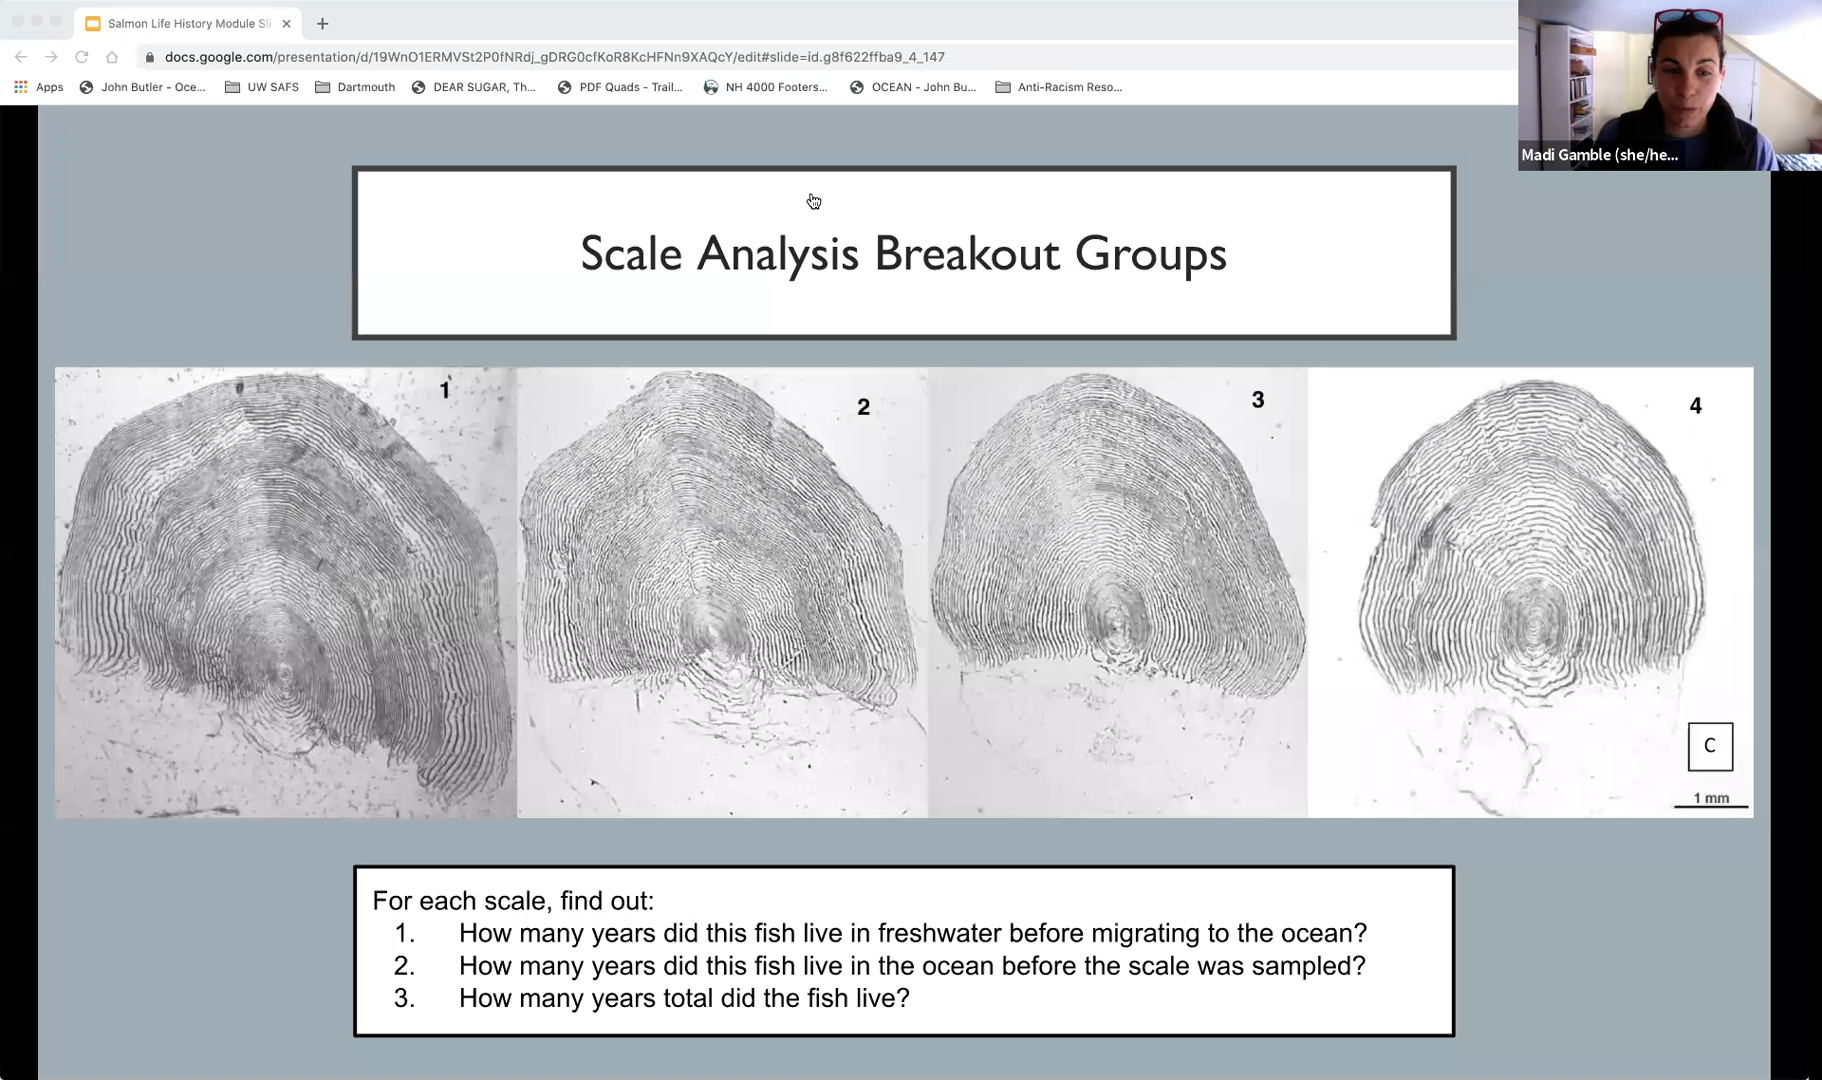 Salmon Life History Module Sli
docs.google.com/presentation/d/19WnO1ERMVSt2P0fNRdj_gDRG0cfKoR8KcHFNn9XAQcY/edit#slide=id.g8f622ffba9_4_147
Apps John Butler - Oce... UW SAFS Dartmouth DEAR SUGAR, Th... PDF Quads - Trail... NH 4000 Footers... OCEAN - John Bu... Anti-Racism Reso...
Madi Gamble (she/he...
Scale Analysis Breakout Groups
1
2
3
4
C
1 mm
For each scale, find out:
1. How many years did this fish live in freshwater before migrating to the ocean?
2. How many years did this fish live in the ocean before the scale was sampled?
3. How many years total did the fish live?